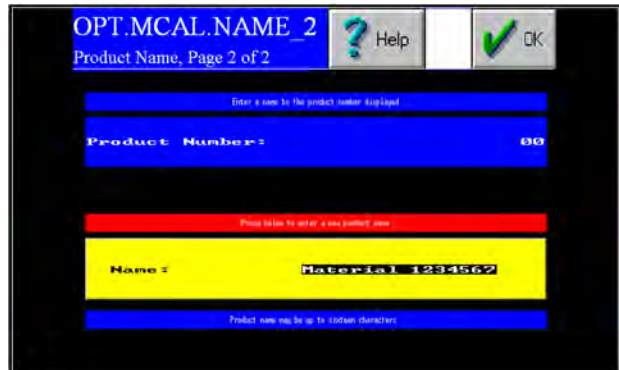 OPT.MCAL.NAME_2
Product Name, Page 2 of 2
Help
OK
Enter a name to the product number displayed
Product Number: 00
Press below to enter a new product name
Name: Material 1234567
Product name may be up to sixteen characters